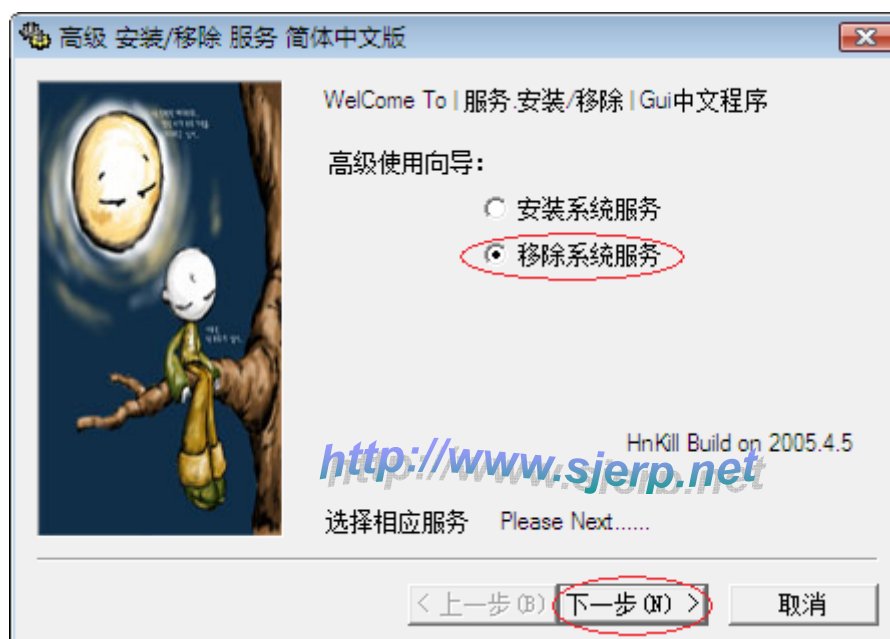 高级 安装/移除 服务 简体中文版
WelCome To | 服务.安装/移除 | Gui中文程序
高级使用向导：
安装系统服务
移除系统服务
HnKill Build on 2005.4.5
http://www.sjerp.net
选择相应服务 Please Next......
< 上一步(B)
下一步(N) >
取消